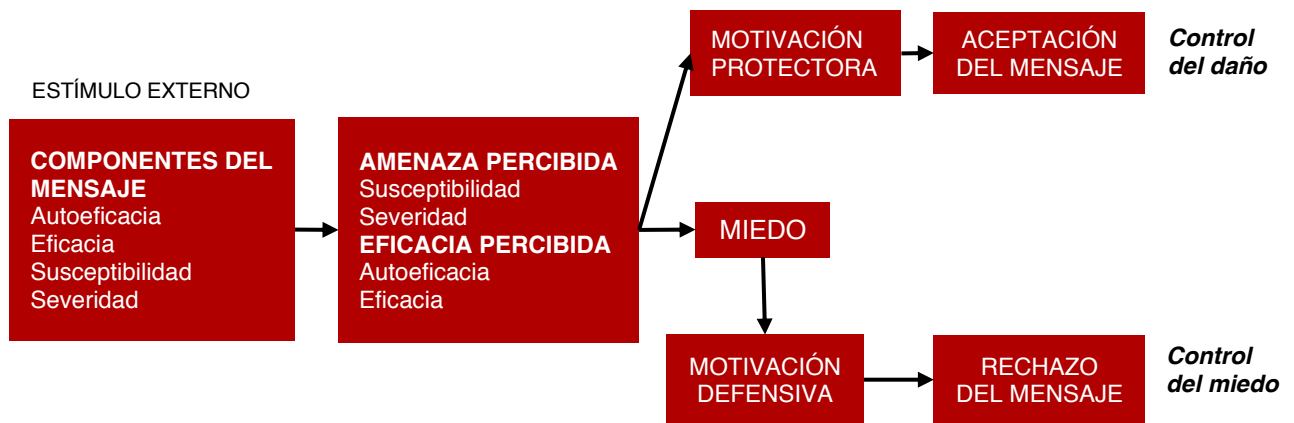 ESTÍMULO EXTERNO
COMPONENTES DEL
MENSAJE
Autoeficacia
Eficacia
Susceptibilidad
Severidad
AMENAZA PERCIBIDA
Susceptibilidad
Severidad
EFICACIA PERCIBIDA
Autoeficacia
Eficacia
MOTIVACIÓN
PROTECTORA
ACEPTACIÓN
DEL MENSAJE
Control
del daño
MIEDO
MOTIVACIÓN
DEFENSIVA
RECHAZO
DEL MENSAJE
Control
del miedo